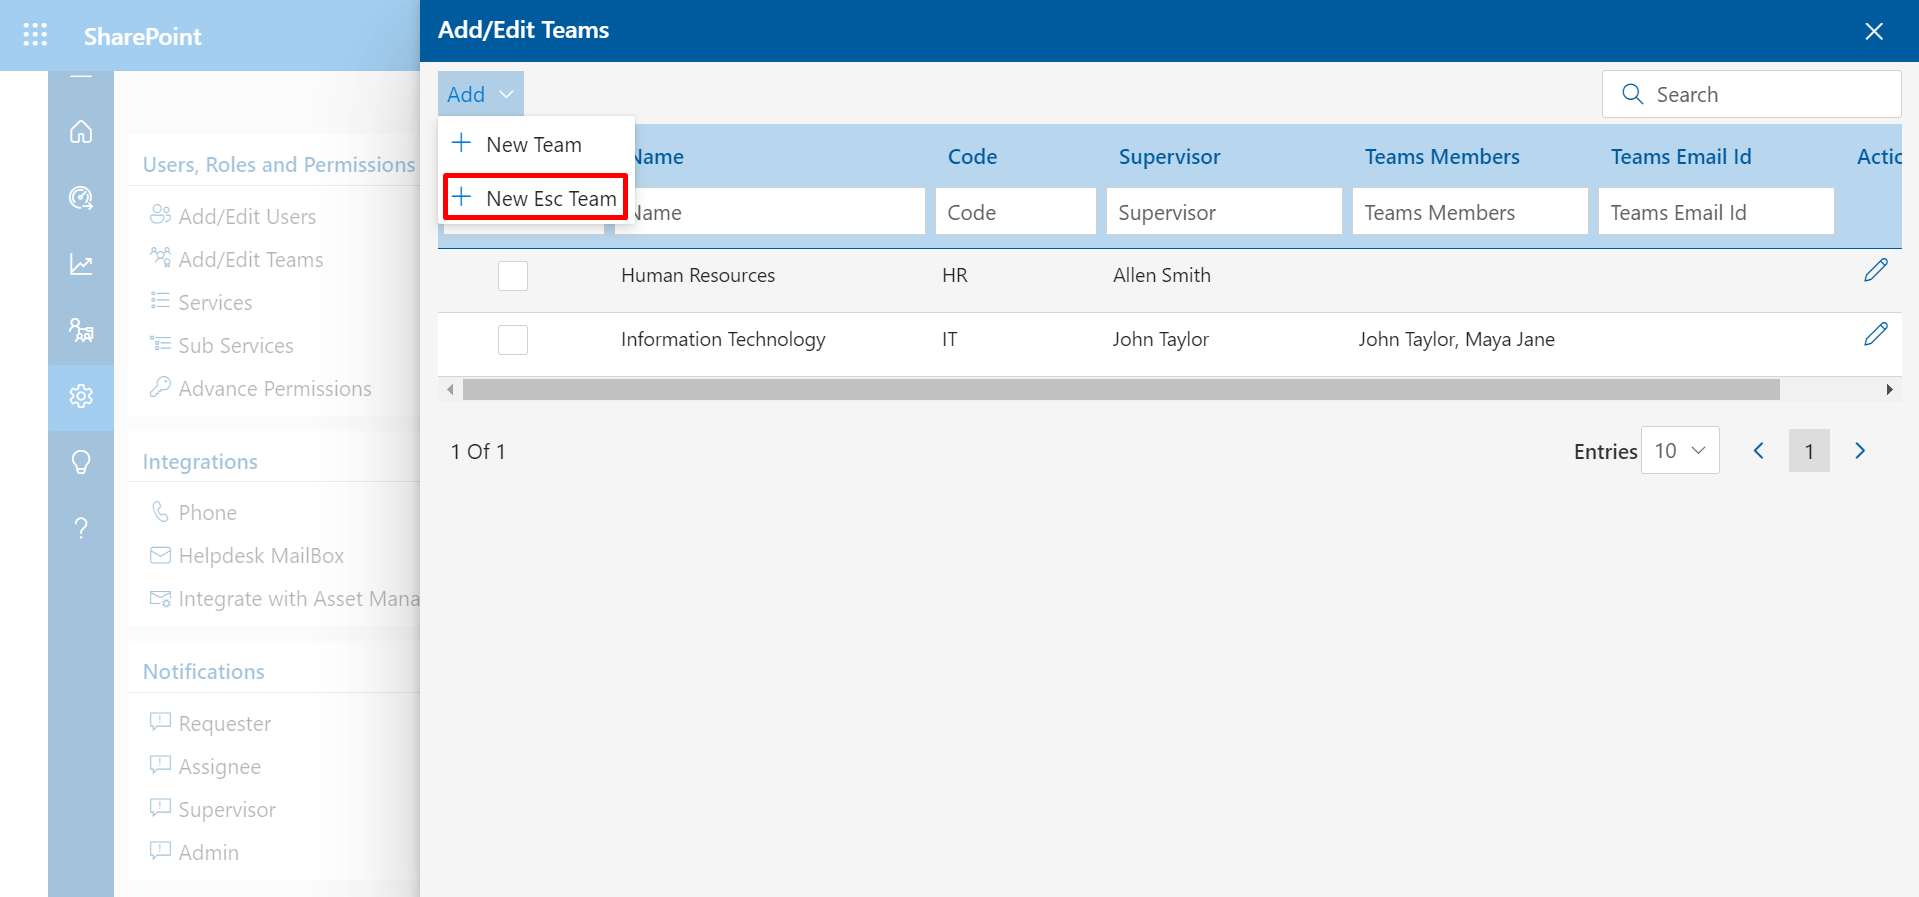 SharePoint
Add/Edit Teams
Add
Search
New Team
New Esc Team
Name
Code
Supervisor
Teams Members
Teams Email Id
Actio
Name
Code
Supervisor
Teams Members
Teams Email Id
Human Resources
HR
Allen Smith
Information Technology
IT
John Taylor
John Taylor, Maya Jane
1 Of 1
Entries
10
1
Users, Roles and Permissions
Add/Edit Users
Add/Edit Teams
Services
Sub Services
Advance Permissions
Integrations
Phone
Helpdesk MailBox
Integrate with Asset Mana
Notifications
Requester
Assignee
Supervisor
Admin